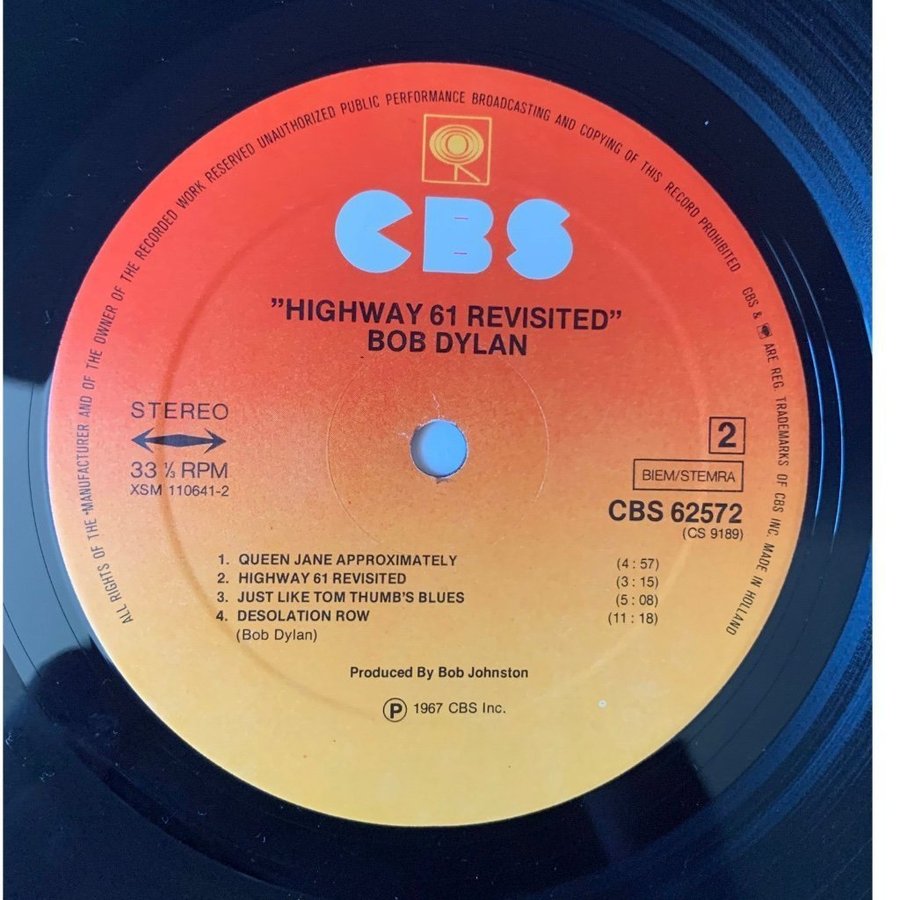 ALL RIGHTS OF THE MANUFACTURER AND OF THE OWNER OF THE RECORDED WORK RESERVED UNAUTHORIZED PUBLIC PERFORMANCE BROADCASTING AND COPYING OF THIS RECORD PROHIBITED CBS & ARE REG. TRADEMARKS OF CBS INC. MADE IN HOLLAND
CBS
"HIGHWAY 61 REVISITED"
BOB DYLAN
STEREO
33 ⅓ RPM
XSM 110641-2
2
BIEM/STEMRA
CBS 62572
(CS 9189)
1. QUEEN JANE APPROXIMATELY (4 : 57)
2. HIGHWAY 61 REVISITED (3 : 15)
3. JUST LIKE TOM THUMB'S BLUES (5 : 08)
4. DESOLATION ROW (11 : 18)
(Bob Dylan)
Produced By Bob Johnston
Ⓟ 1967 CBS Inc.